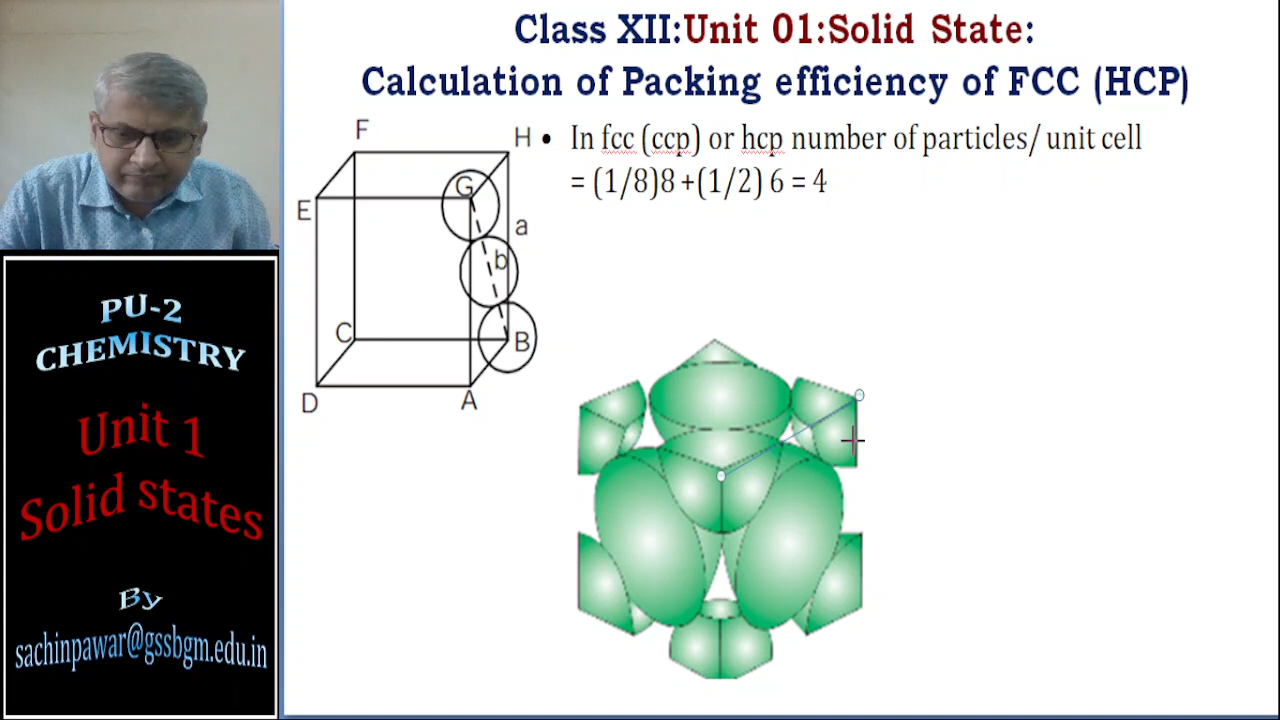 Class XII:Unit 01:Solid State:
Calculation of Packing efficiency of FCC (HCP)
F
H
G
E
a
b
C
B
D
A
• In fcc (ccp) or hcp number of particles/ unit cell
= (1/8)8 +(1/2) 6 = 4
PU-2
CHEMISTRY
Unit 1
Solid states
By
sachinpawar@gssbgm.edu.in